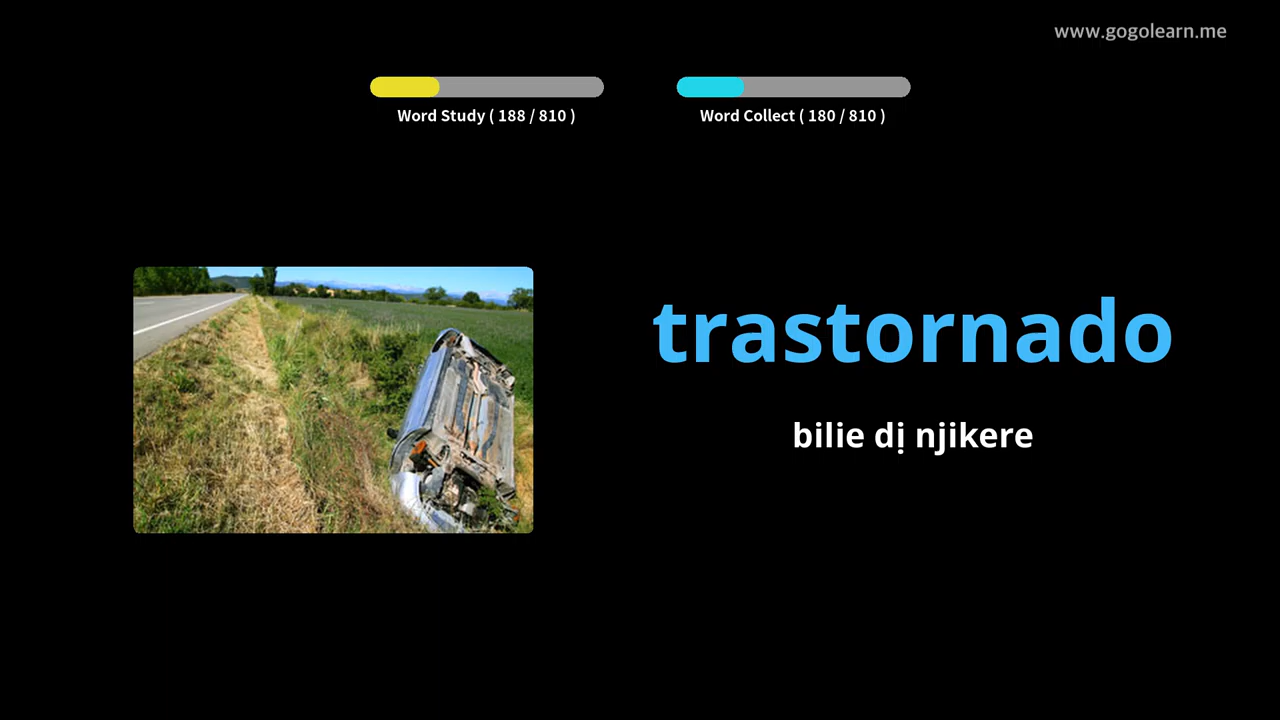 www.gogolearn.me
Word Study ( 188 / 810 )
Word Collect ( 180 / 810 )
trastornado
bilie dị njikere